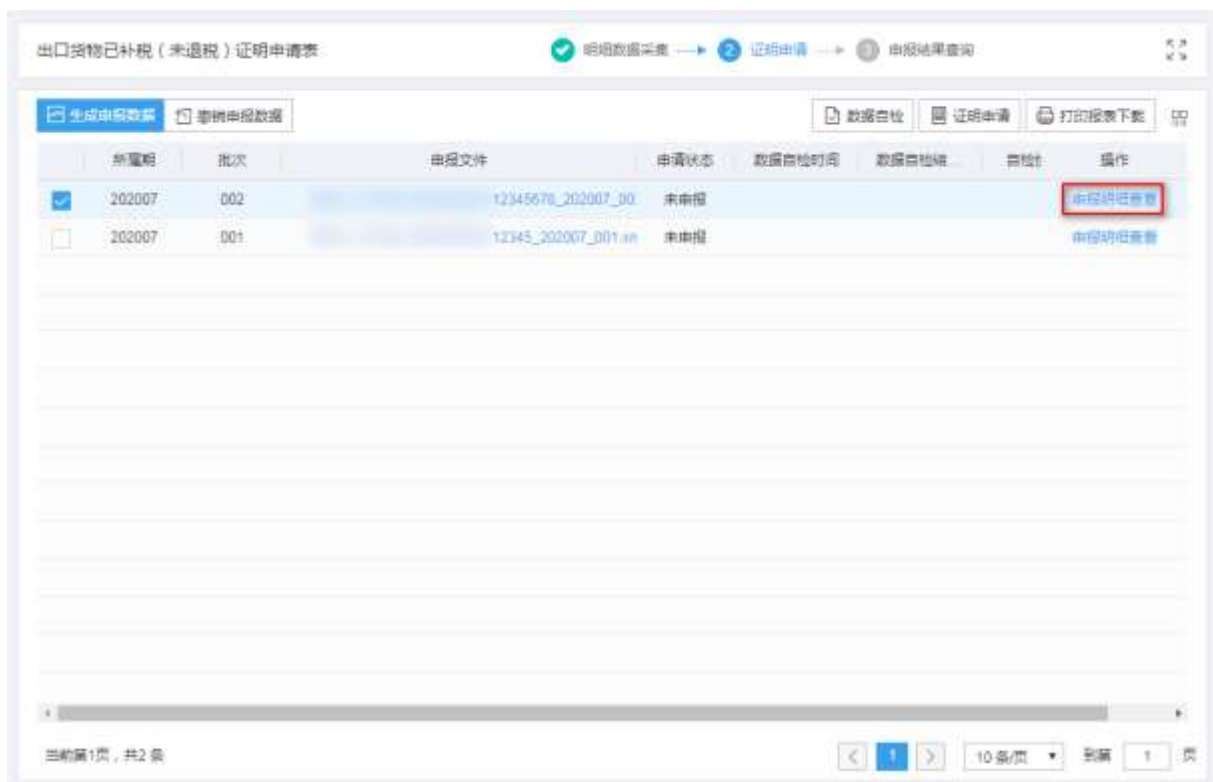 出口货物已补税（未退税）证明申请表 明细数据采集 2 证明申请 3 申报结果查询
生成申报数据 撤销申报数据 数据自检 证明申请 打印报表下载
所属期 批次 申报文件 申请状态 数据自检时间 数据自检结... 操作
202007 002 12345678_202007_00 未申报 申报明细查看
202007 001 12345_202007_001.xm 未申报 申报明细查看
当前第1页，共2条 < 1 > 10条/页 到第 1 页